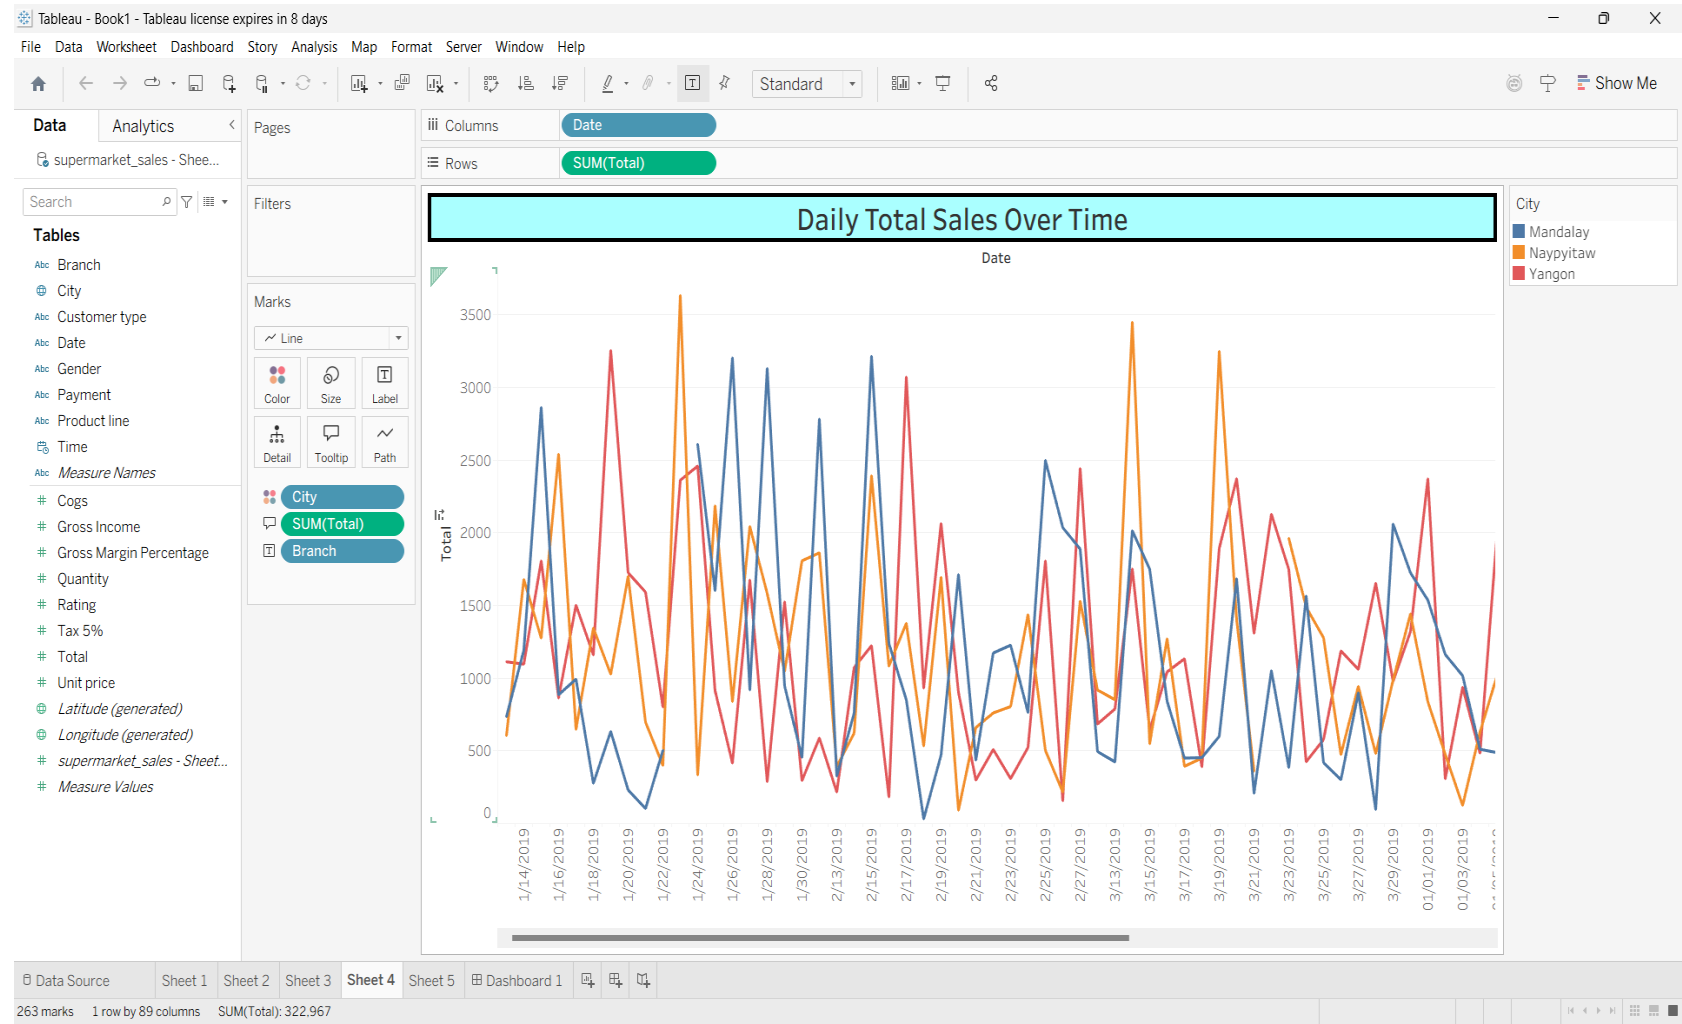 Tableau - Book1 - Tableau license expires in 8 days
File Data Worksheet Dashboard Story Analysis Map Format Server Window Help
Standard
Show Me
Data Analytics
supermarket_sales - Shee...
Search
Tables
Abc Branch
City
Abc Customer type
Abc Date
Abc Gender
Abc Payment
Abc Product line
Time
Abc Measure Names
# Cogs
# Gross Income
# Gross Margin Percentage
# Quantity
# Rating
# Tax 5%
# Total
# Unit price
Latitude (generated)
Longitude (generated)
# supermarket_sales - Sheet...
# Measure Values
Pages
Filters
Marks
Line
Color Size Label
Detail Tooltip Path
City
SUM(Total)
Branch
Columns Date
Rows SUM(Total)
Daily Total Sales Over Time
Date
Total
3500
3000
2500
2000
1500
1000
500
0
1/14/2019
1/16/2019
1/18/2019
1/20/2019
1/22/2019
1/24/2019
1/26/2019
1/28/2019
1/30/2019
2/13/2019
2/15/2019
2/17/2019
2/19/2019
2/21/2019
2/23/2019
2/25/2019
2/27/2019
3/13/2019
3/15/2019
3/17/2019
3/19/2019
3/21/2019
3/23/2019
3/25/2019
3/27/2019
3/29/2019
01/01/2019
01/03/2019
City
Mandalay
Naypyitaw
Yangon
Data Source Sheet 1 Sheet 2 Sheet 3 Sheet 4 Sheet 5 Dashboard 1
263 marks 1 row by 89 columns SUM(Total): 322,967